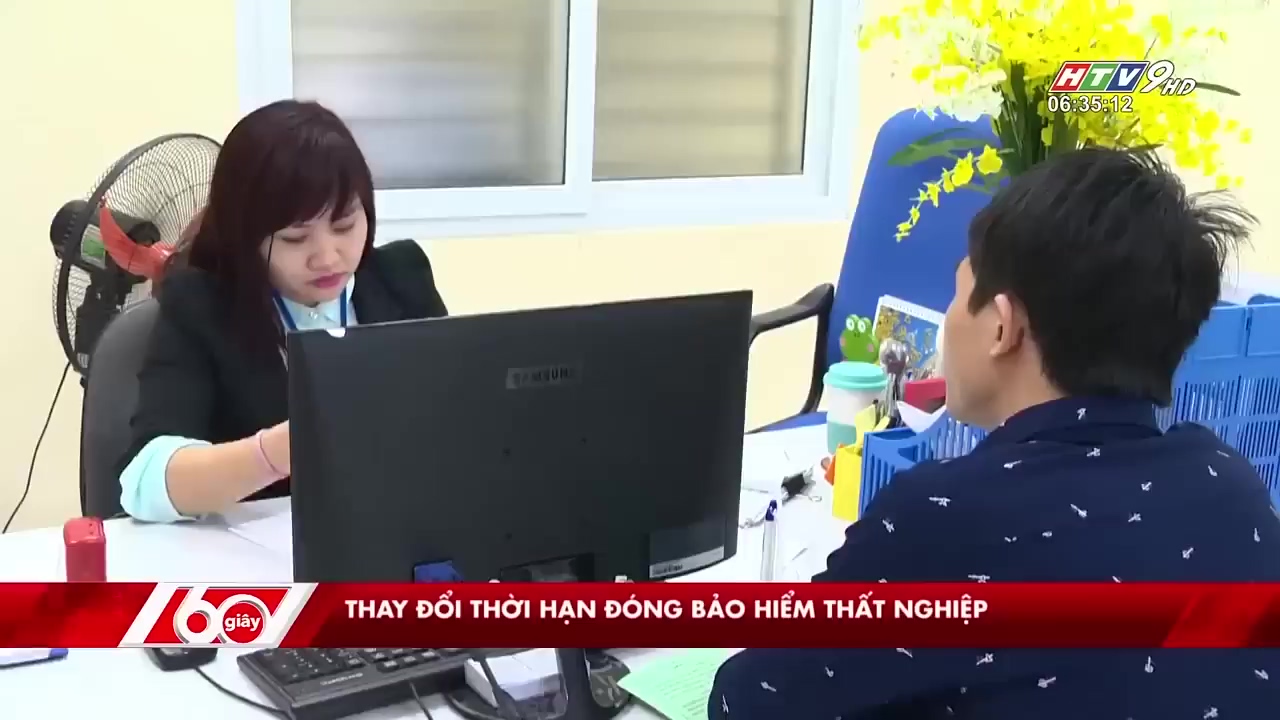 HTV9HD
06:35:12
SAMSUNG
60 giây
THAY ĐỔI THỜI HẠN ĐÓNG BẢO HIỂM THẤT NGHIỆP